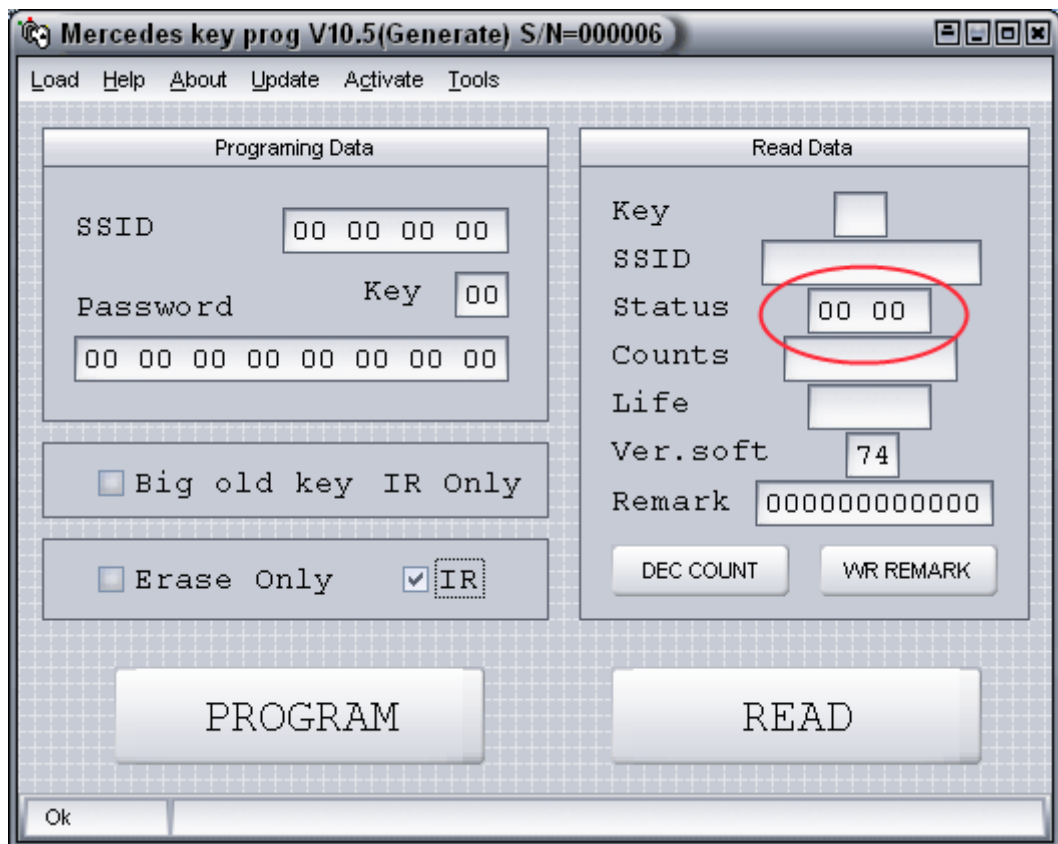 Mercedes key prog V10.5(Generate) S/N=000006
Load Help About Update Activate Tools
Programing Data
SSID 00 00 00 00
Key 00
Password
00 00 00 00 00 00 00 00
Big old key IR Only
Erase Only IR
PROGRAM
Read Data
Key
SSID
Status 00 00
Counts
Life
Ver.soft 74
Remark 000000000000
DEC COUNT WR REMARK
READ
Ok